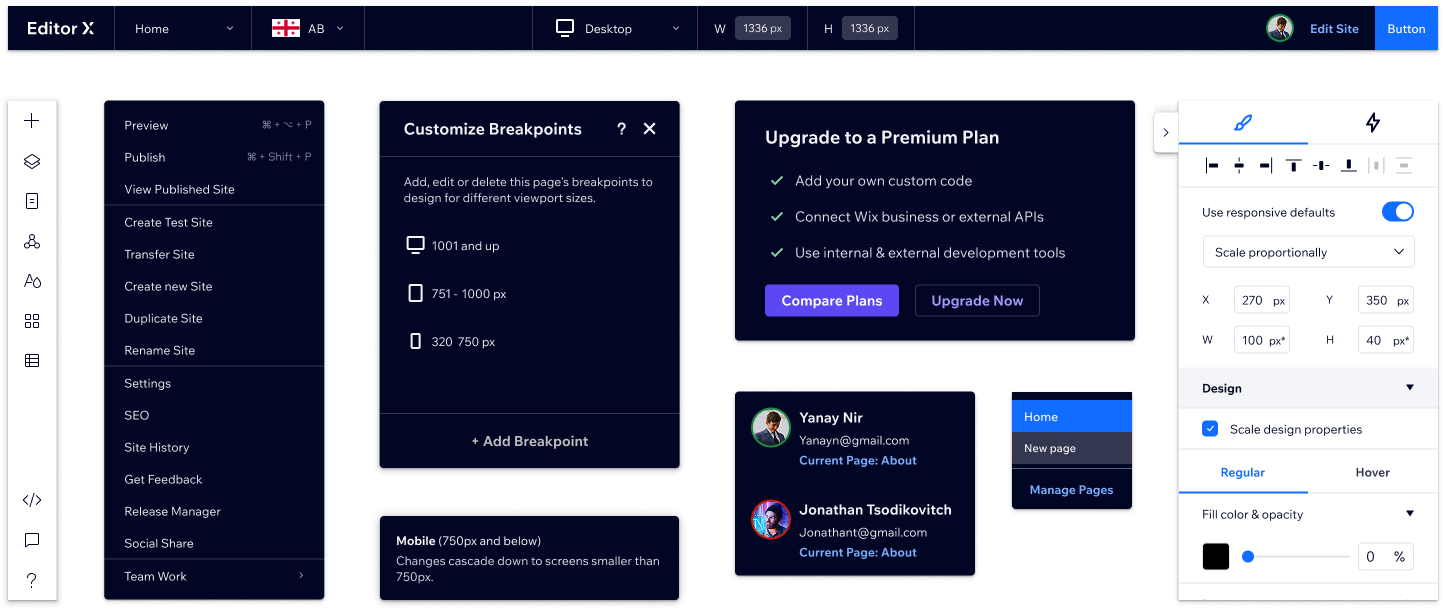 Editor X
Home
AB
Desktop
W 1336 px
H 1336 px
Edit Site
Button
Preview ⌘ + ⌥ + P
Publish ⌘ + Shift + P
View Published Site
Create Test Site
Transfer Site
Create new Site
Duplicate Site
Rename Site
Settings
SEO
Site History
Get Feedback
Release Manager
Social Share
Team Work
Customize Breakpoints ?
Add, edit or delete this page's breakpoints to
design for different viewport sizes.
1001 and up
751 - 1000 px
320 750 px
+ Add Breakpoint
Mobile (750px and below)
Changes cascade down to screens smaller than
750px.
Upgrade to a Premium Plan
Add your own custom code
Connect Wix business or external APIs
Use internal & external development tools
Compare Plans
Upgrade Now
Yanay Nir
Yanayn@gmail.com
Current Page: About
Jonathan Tsodikovitch
Jonathant@gmail.com
Current Page: About
Home
New page
Manage Pages
Use responsive defaults
Scale proportionally
X 270 px Y 350 px
W 100 px* H 40 px*
Design
Scale design properties
Regular Hover
Fill color & opacity
0 %